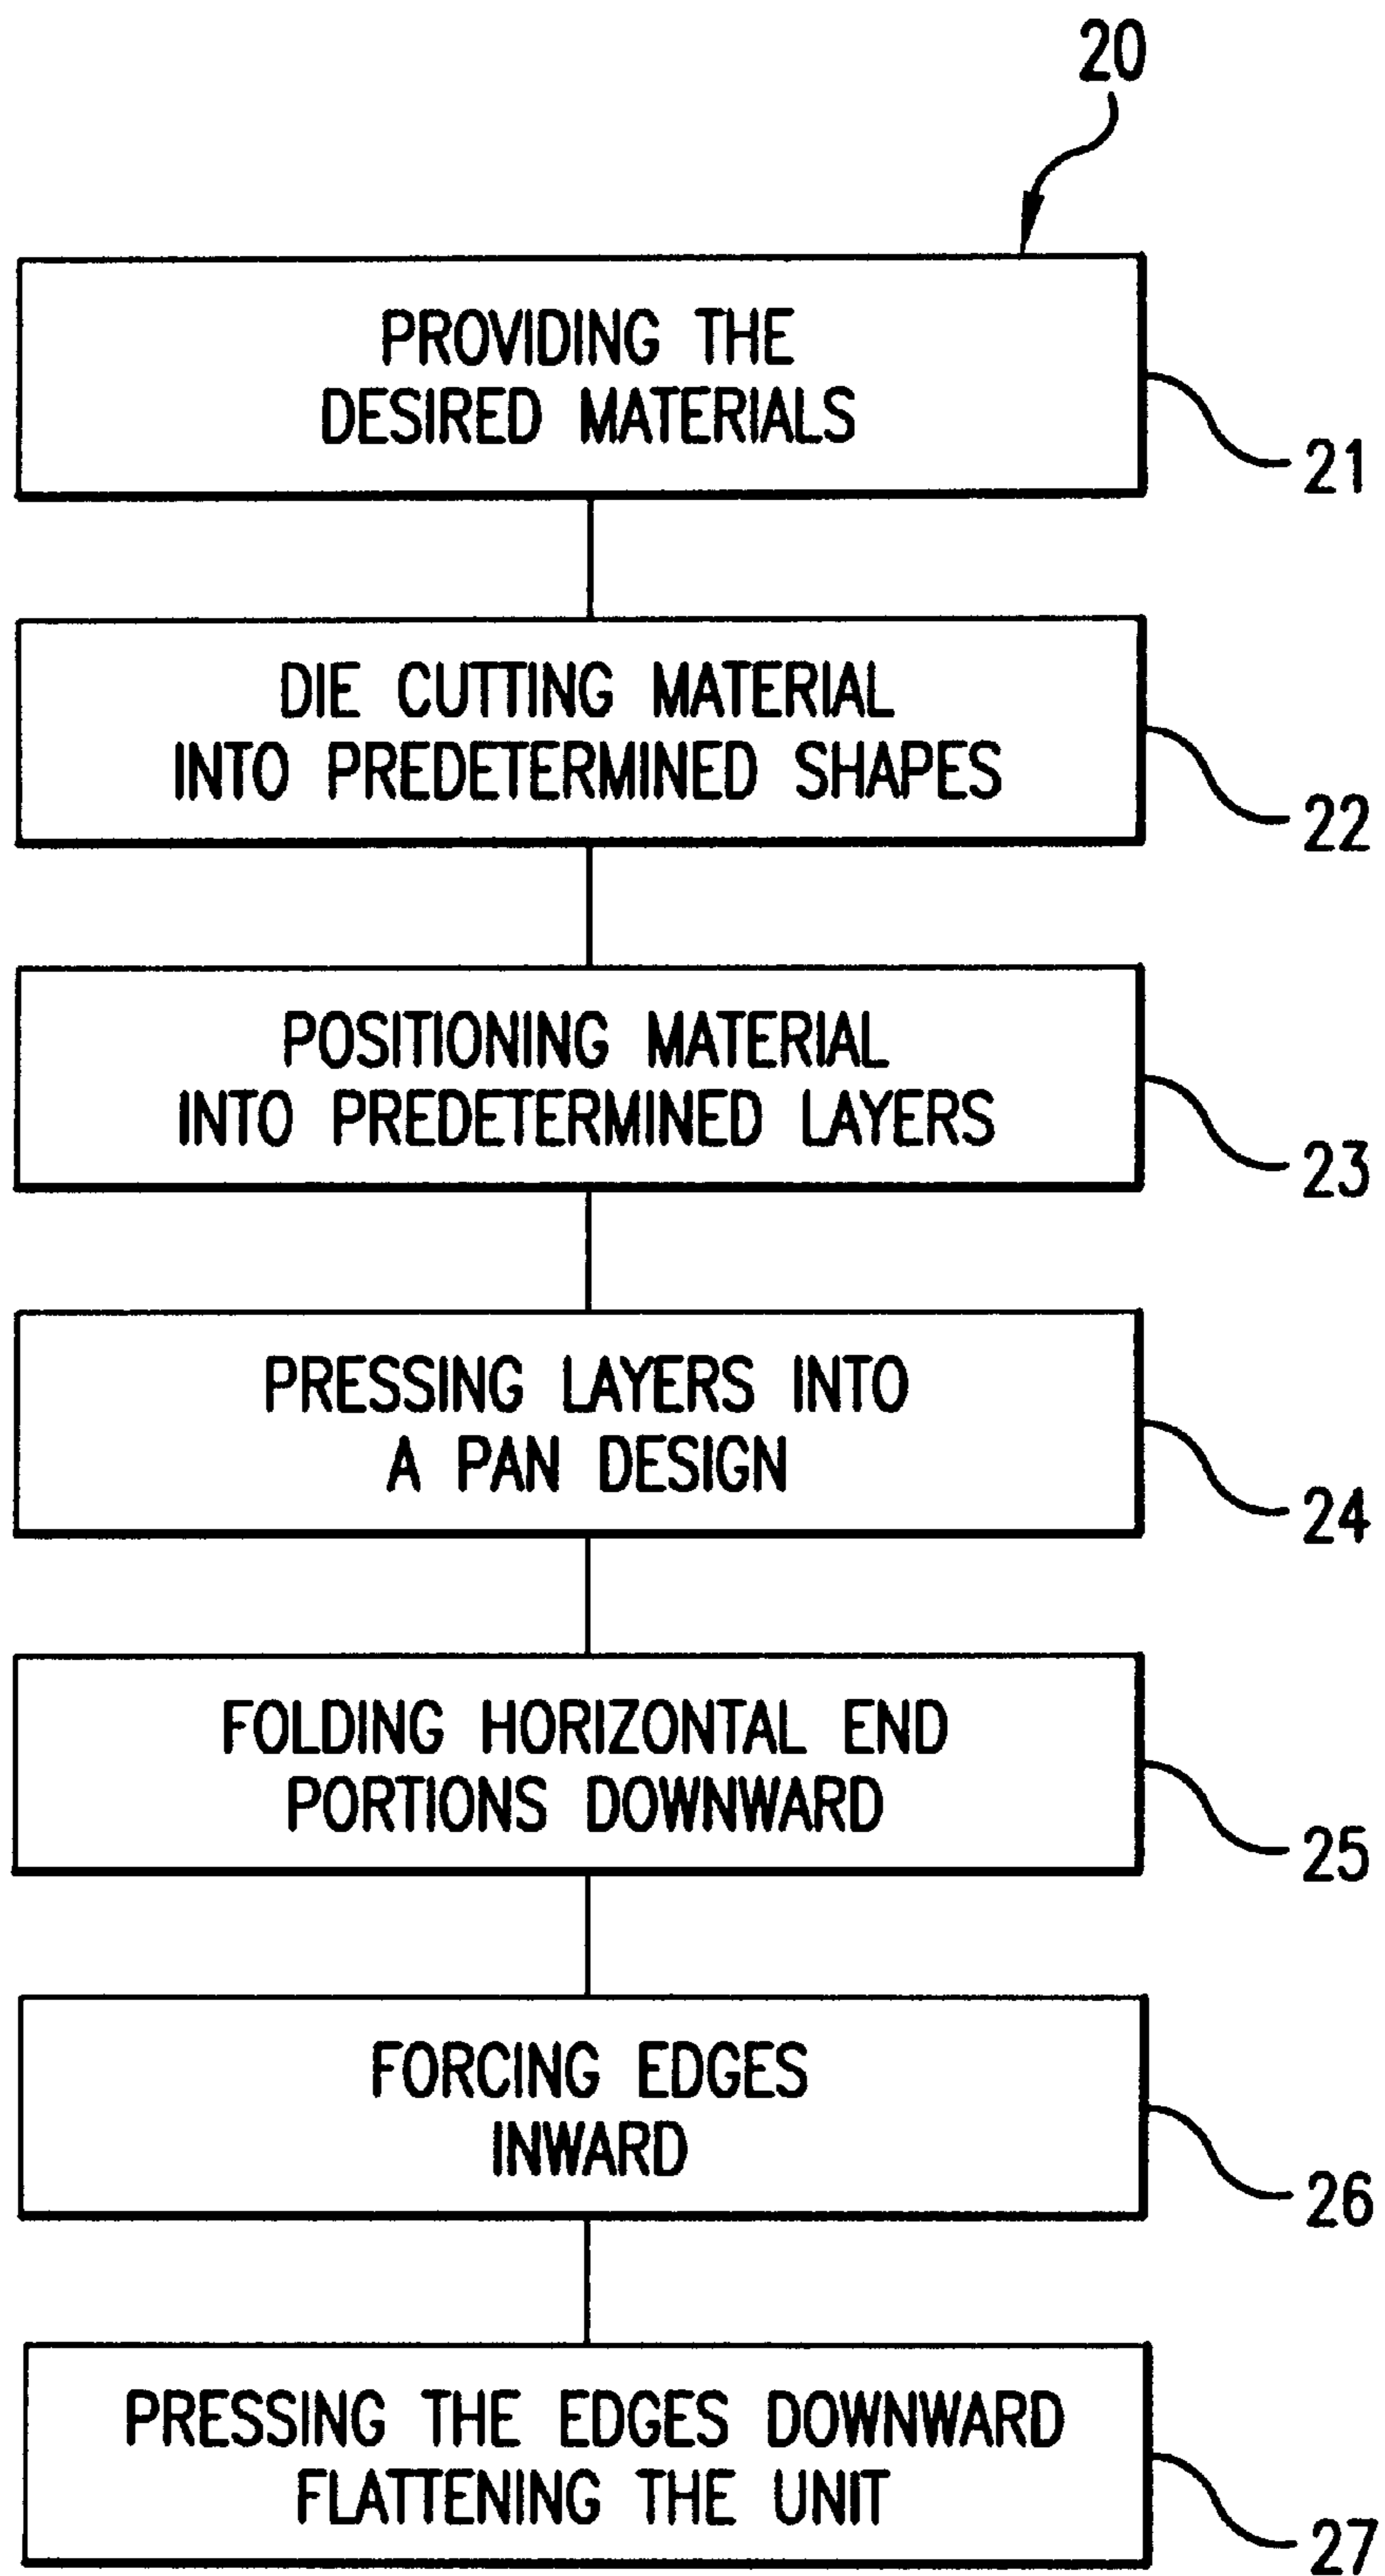 20
PROVIDING THE
DESIRED MATERIALS
21
DIE CUTTING MATERIAL
INTO PREDETERMINED SHAPES
22
POSITIONING MATERIAL
INTO PREDETERMINED LAYERS
23
PRESSING LAYERS INTO
A PAN DESIGN
24
FOLDING HORIZONTAL END
PORTIONS DOWNWARD
25
FORCING EDGES
INWARD
26
PRESSING THE EDGES DOWNWARD
FLATTENING THE UNIT
27